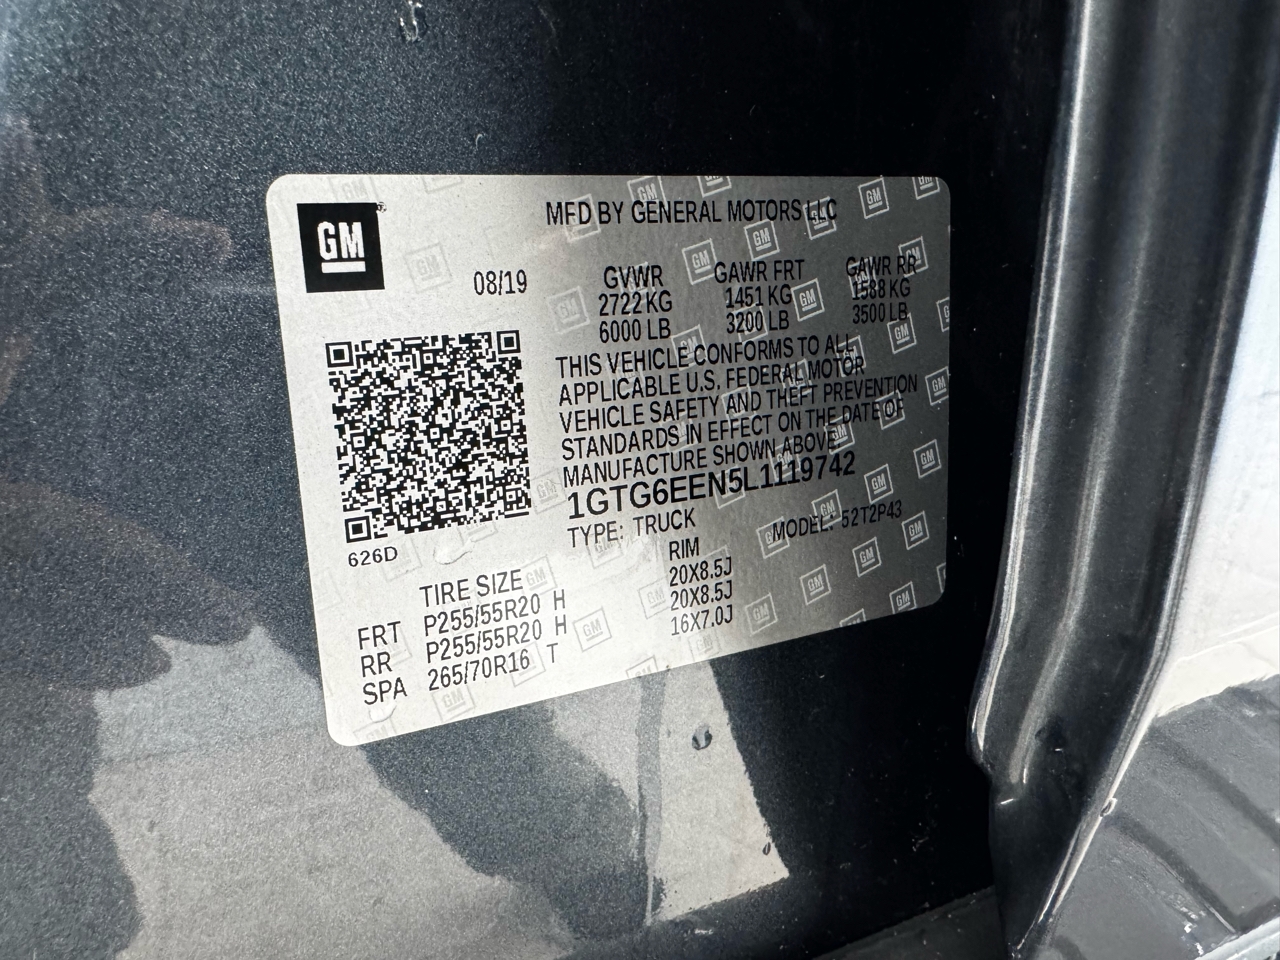 GM
MFD BY GENERAL MOTORS LLC
08/19
GVWR GAWR FRT GAWR RR
2722 KG 1451 KG 1588 KG
6000 LB 3200 LB 3500 LB
THIS VEHICLE CONFORMS TO ALL
APPLICABLE U.S. FEDERAL MOTOR
VEHICLE SAFETY AND THEFT PREVENTION
STANDARDS IN EFFECT ON THE DATE OF
MANUFACTURE SHOWN ABOVE.
1GTG6EEN5L1119742
TYPE: TRUCK MODEL: 52T2P43
626D
TIRE SIZE RIM
FRT P255/55R20 H 20X8.5J
RR P255/55R20 H 20X8.5J
SPA 265/70R16 T 16X7.0J